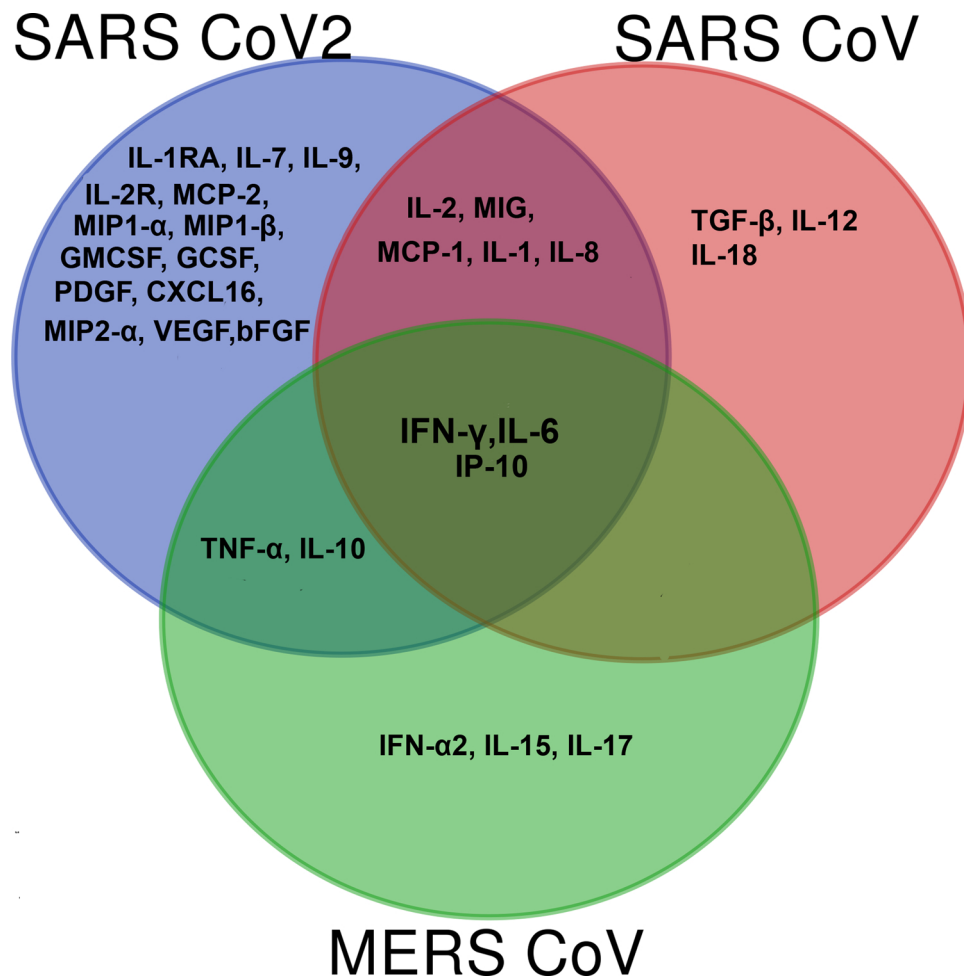 SARS CoV2
SARS CoV
IL-1RA, IL-7, IL-9,
IL-2R, MCP-2,
MIP1-α, MIP1-β,
GMCSF, GCSF,
PDGF, CXCL16,
MIP2-α, VEGF,bFGF
IL-2, MIG,
MCP-1, IL-1, IL-8
TGF-β, IL-12
IL-18
IFN-γ,IL-6
IP-10
TNF-α, IL-10
IFN-α2, IL-15, IL-17
MERS CoV